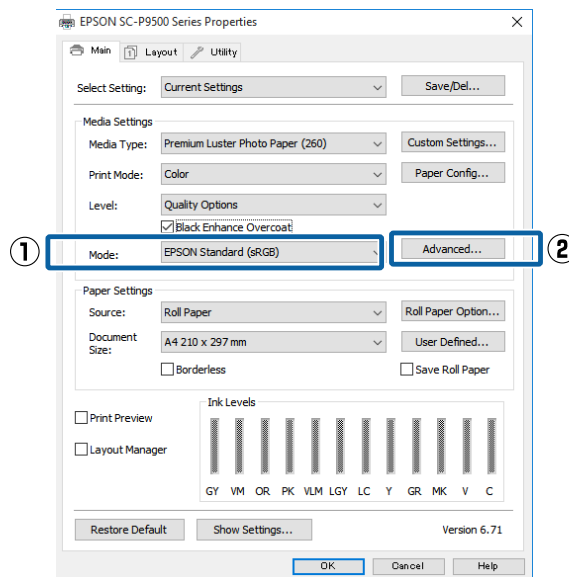 EPSON SC-P9500 Series Properties
Main Layout Utility
Select Setting: Current Settings Save/Del...
Media Settings
Media Type: Premium Luster Photo Paper (260) Custom Settings...
Print Mode: Color Paper Config...
Level: Quality Options
Black Enhance Overcoat
① Mode: EPSON Standard (sRGB) Advanced... ②
Paper Settings
Source: Roll Paper Roll Paper Option...
Document
Size: A4 210 x 297 mm User Defined...
Borderless Save Roll Paper
Ink Levels
Print Preview
Layout Manager
GY VM OR PK VLM LGY LC Y GR MK V C
Restore Default Show Settings... Version 6.71
OK Cancel Help